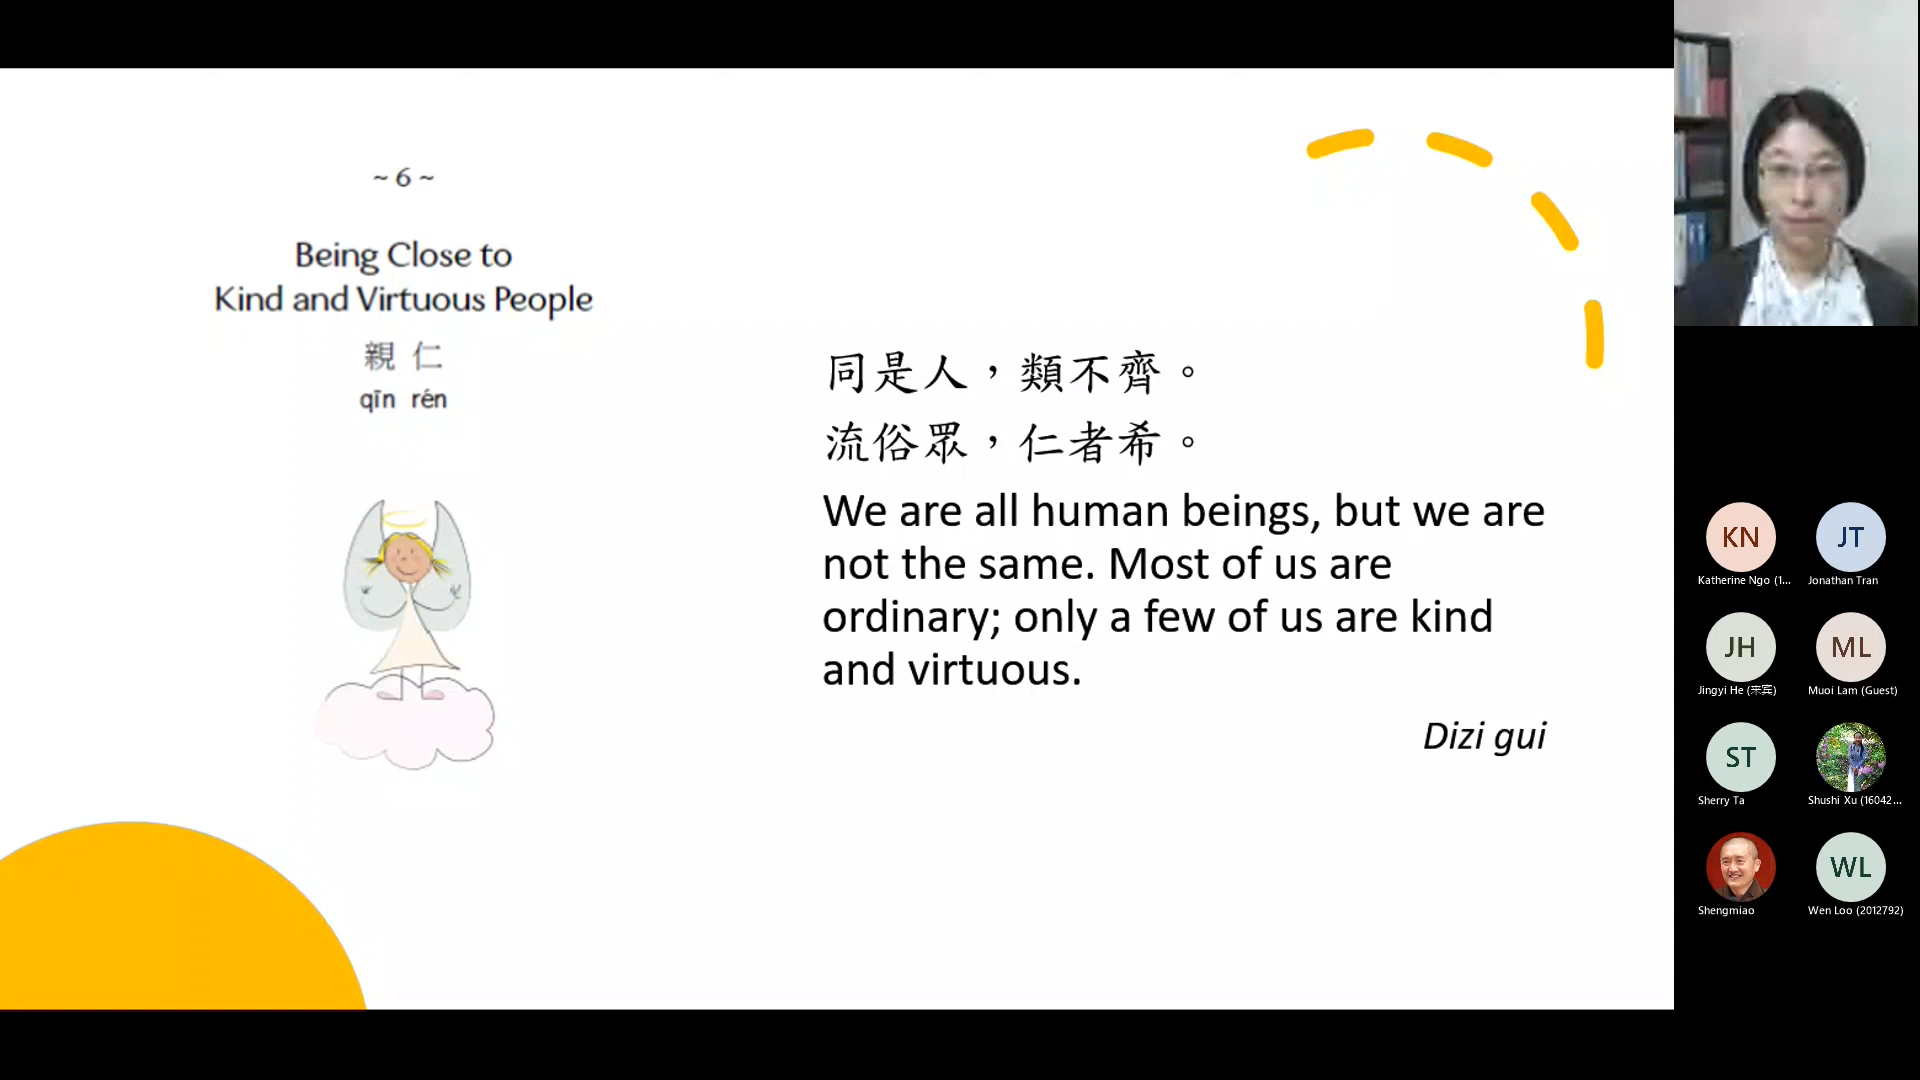 ~ 6 ~
Being Close to
Kind and Virtuous People
親 仁
qīn rén
同是人，類不齊。
流俗眾，仁者希。
We are all human beings, but we are
not the same. Most of us are
ordinary; only a few of us are kind
and virtuous.
Dizi gui
KN
Katherine Ngo (1...
JT
Jonathan Tran
JH
Jingyi He (来宾)
ML
Muoi Lam (Guest)
ST
Sherry Ta
Shushi Xu (16042...
Shengmiao
WL
Wen Loo (2012792)